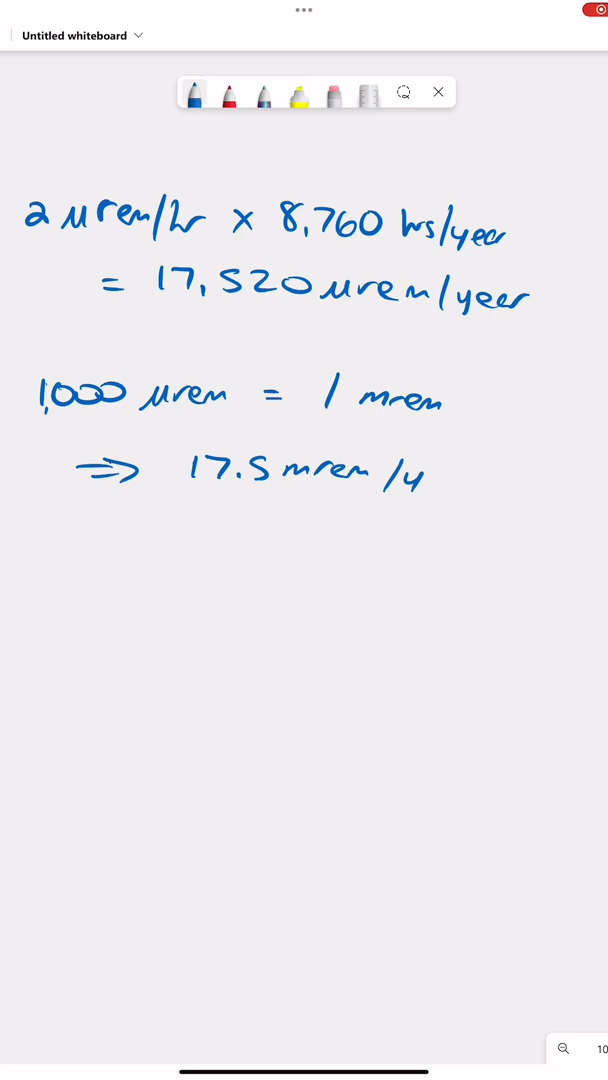 Untitled whiteboard
2 μrem/hr × 8,760 hrs/year
= 17,520 μrem/year
1,000 μrem = 1 mrem
⇒ 17.5 mrem/y
10